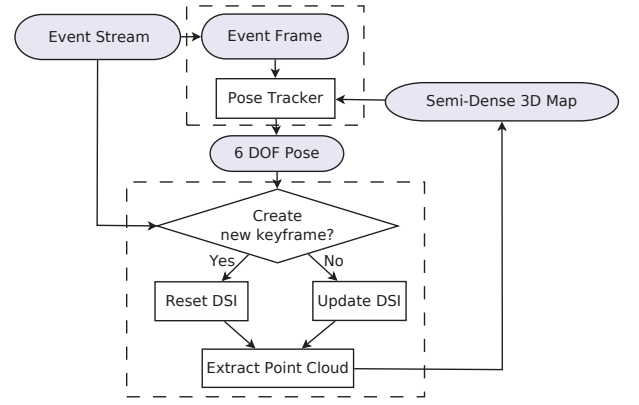 Event Stream
Event Frame
Pose Tracker
Semi-Dense 3D Map
6 DOF Pose
Create
new keyframe?
Yes
No
Reset DSI
Update DSI
Extract Point Cloud